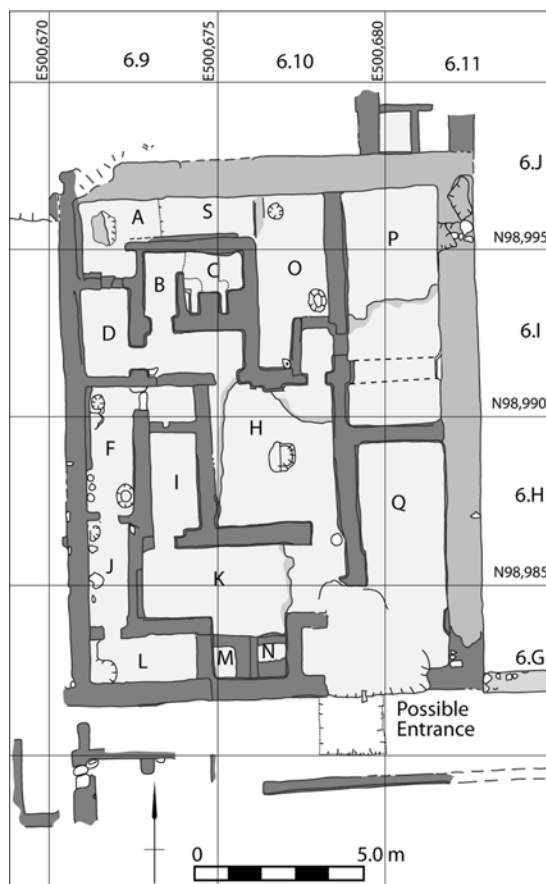 E500,670
E500,675
E500,680
6.9
6.10
6.11
6.J
A
S
P
N98,995
B
C
O
D
6.I
N98,990
F
H
I
Q
6.H
J
K
N98,985
L
M
N
6.G
Possible
Entrance
0
5.0 m